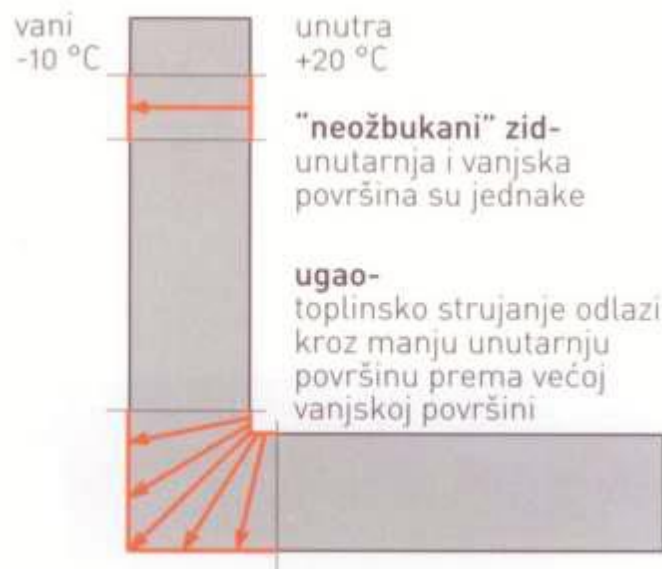 vani
-10 °C
unutra
+20 °C
"neožbukani" zid-
unutarnja i vanjska
površina su jednake
ugao-
toplinsko strujanje odlazi
kroz manju unutarnju
površinu prema većoj
vanjskoj površini